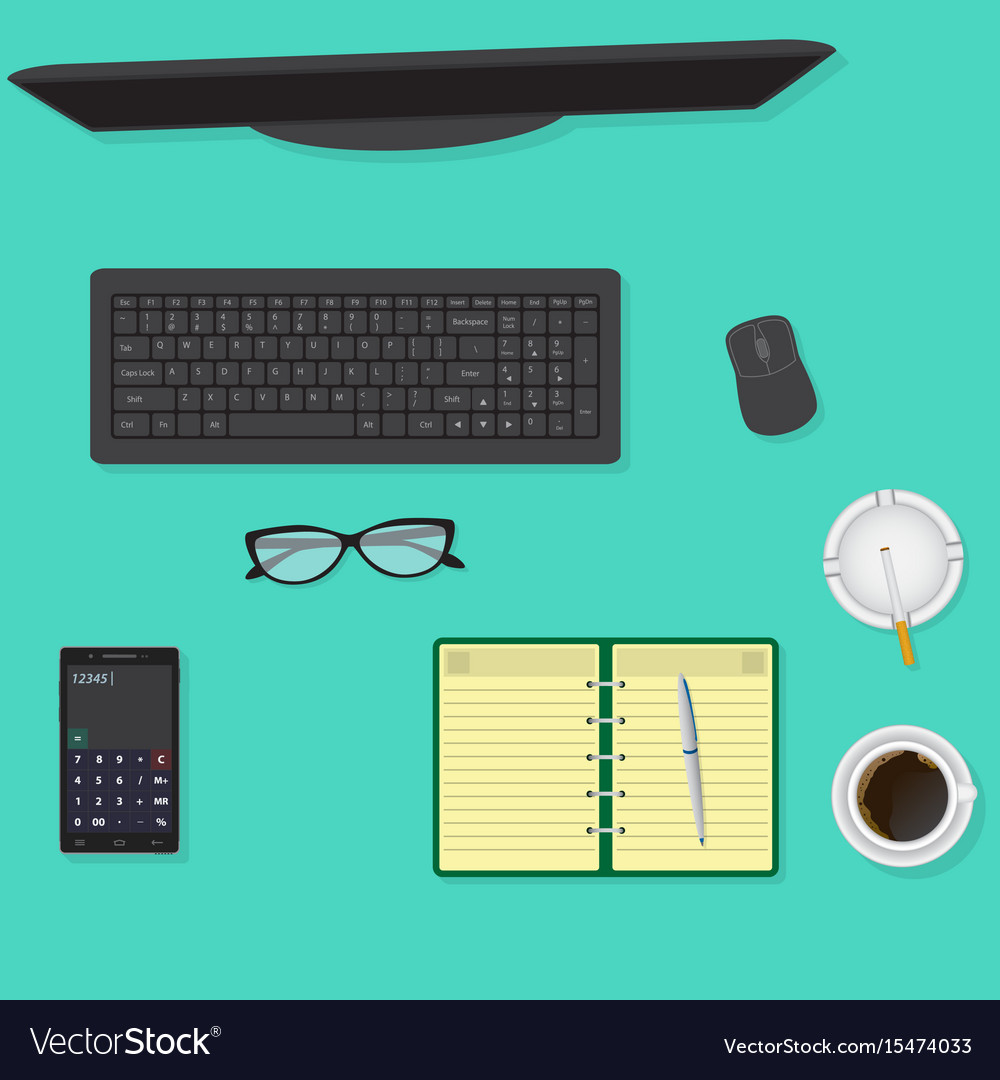 Esc F1 F2 F3 F4 F5 F6 F7 F8 F9 F10 F11 F12 Insert Delete Home End PgUp PgDn
~ 1 ! 2 @ 3 # 4 $ 5 % 6 ^ 7 & 8 * 9 ( 0 ) - _ = + Backspace Num Lock / * −
Tab Q W E R T Y U I O P { [ } ] \ 7 Home 8 ▲ 9 PgUp +
Caps Lock A S D F G H J K L : ; " , Enter 4 ◀ 5 6 ▶
Shift Z X C V B N M < , > . ? / Shift ▲ 1 End 2 ▼ 3 PgDn Enter
Ctrl Fn Alt Alt Ctrl ◀ ▼ ▶ 0 . Del
12345|
=
7 8 9 * C
4 5 6 / M+
1 2 3 + MR
0 00 · − %
VectorStock®
VectorStock.com/15474033